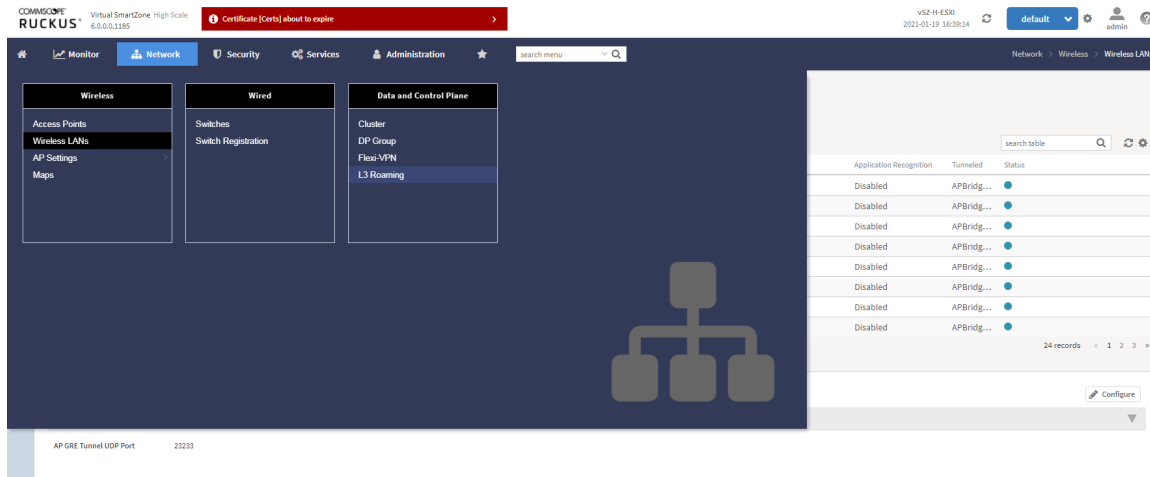 COMMSCOPE Virtual SmartZone High Scale Certificate [Certs] about to expire vSZ-H-ESXI
RUCKUS 6.0.0.0.1185 2021-01-19 16:39:14 default admin
Monitor Network Security Services Administration search menu Network > Wireless > Wireless LAN
Wireless Wired Data and Control Plane
Access Points Switches Cluster
Wireless LANs Switch Registration DP Group
AP Settings Flexi-VPN
Maps L3 Roaming
search table
Application Recognition Tunneled Status
Disabled APBridg...
Disabled APBridg...
Disabled APBridg...
Disabled APBridg...
Disabled APBridg...
Disabled APBridg...
Disabled APBridg...
Disabled APBridg...
24 records « 1 2 3 »
Configure
AP GRE Tunnel UDP Port 23233